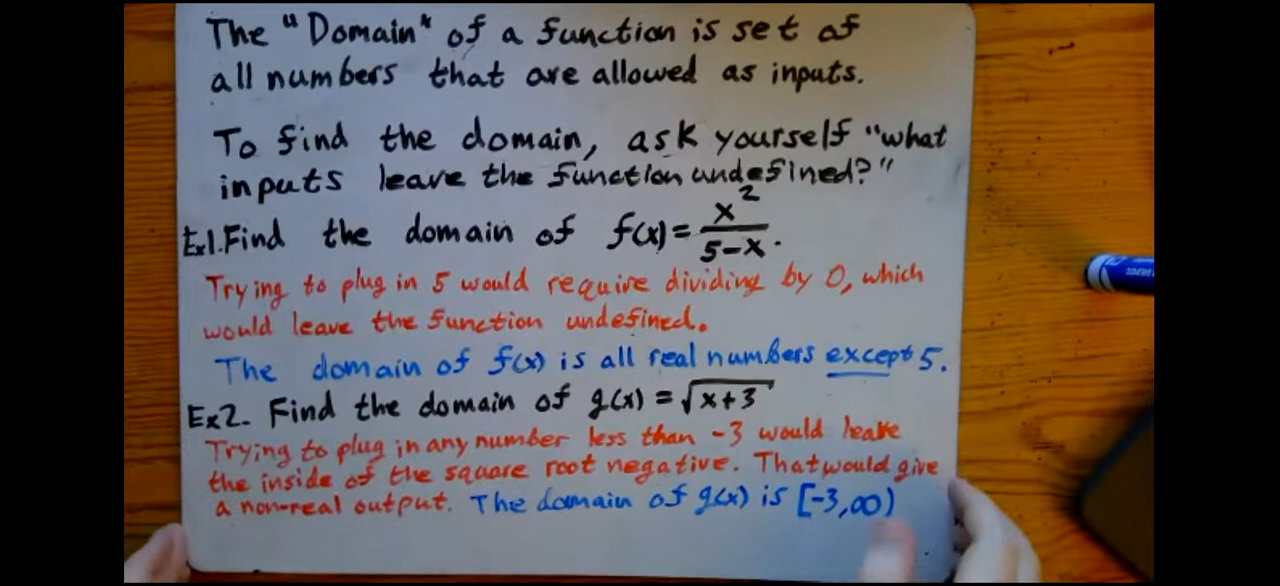 The "Domain" of a function is set of
all numbers that are allowed as inputs.
To find the domain, ask yourself "what
inputs leave the function undefined?"
Ex1. Find the domain of f(x) = x²/(5-x).
Trying to plug in 5 would require dividing by 0, which
would leave the function undefined.
The domain of f(x) is all real numbers except 5.
Ex2. Find the domain of g(x) = √(x+3)
Trying to plug in any number less than -3 would leave
the inside of the square root negative. That would give
a non-real output. The domain of g(x) is [-3,∞)